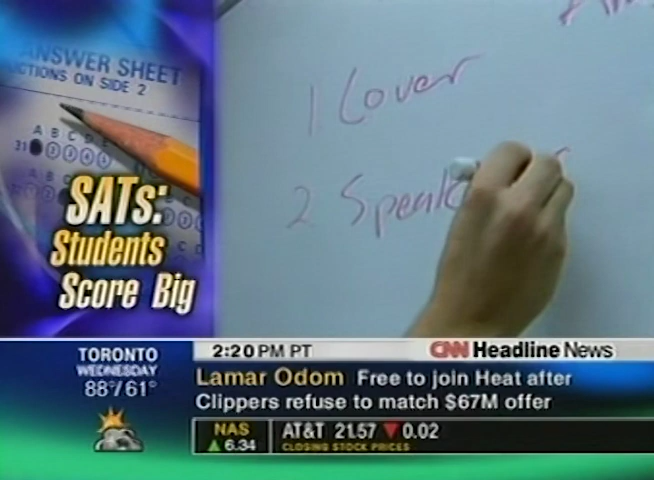 ANSWER SHEET
UCTIONS ON SIDE 2
A B C D E
31
SATs:
Students
Score Big
1 Cover
2 Speak
TORONTO
WEDNESDAY
88°/61°
2:20 PM PT
CNN Headline News
Lamar Odom Free to join Heat after
Clippers refuse to match $67M offer
NAS
▲ 6.34
AT&T 21.57 ▼ 0.02
CLOSING STOCK PRICES